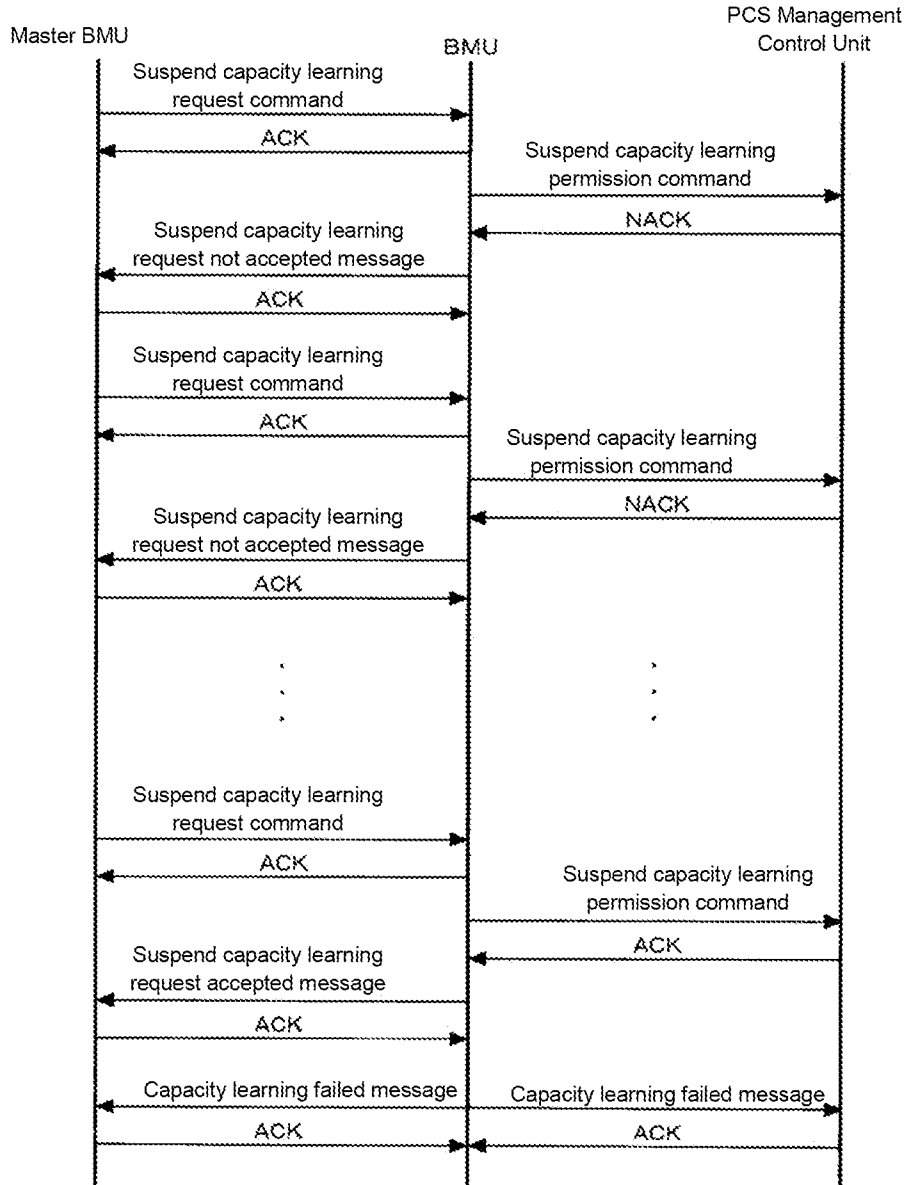 PCS Management
Control Unit
Master BMU
BMU
Suspend capacity learning
request command
ACK
Suspend capacity learning
permission command
NACK
Suspend capacity learning
request not accepted message
ACK
Suspend capacity learning
request command
ACK
Suspend capacity learning
permission command
NACK
Suspend capacity learning
request not accepted message
ACK
Suspend capacity learning
request command
ACK
Suspend capacity learning
permission command
ACK
Suspend capacity learning
request accepted message
ACK
Capacity learning failed message
Capacity learning failed message
ACK
ACK